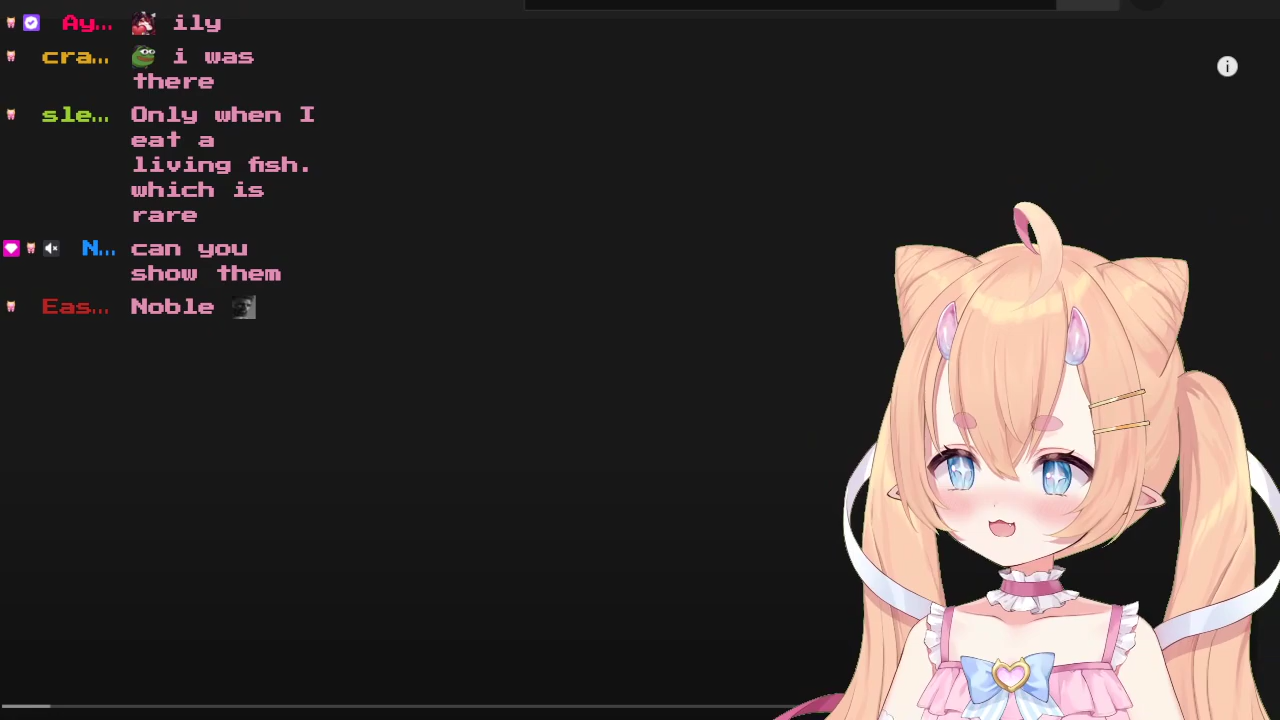 Ay... ily
cra... i was
there
sle... Only when I
eat a
living fish.
which is
rare
N... can you
show them
Eas... Noble